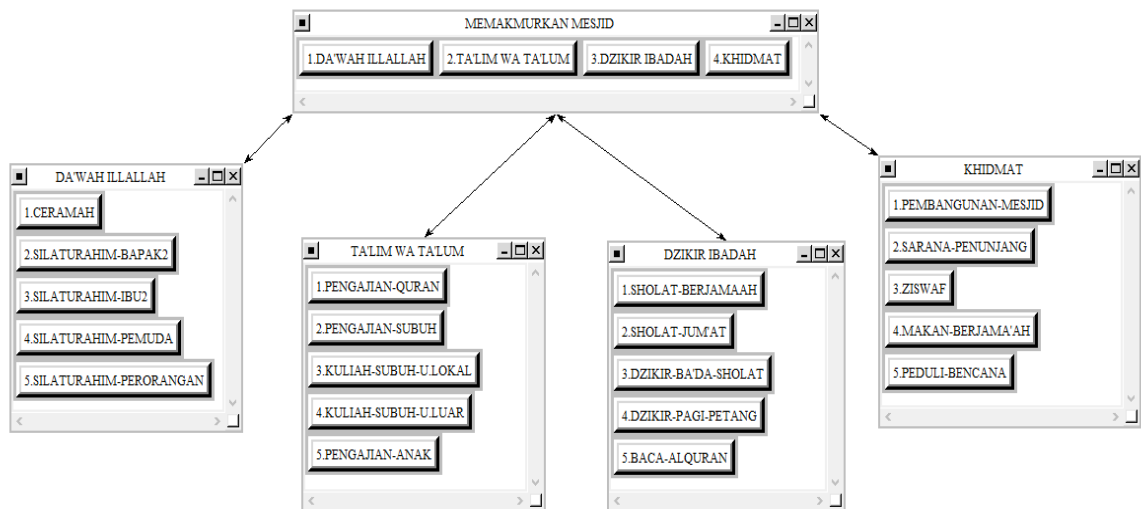 MEMAKMURKAN MESJID
1.DA'WAH ILLALLAH 2.TA'LIM WA TA'LUM 3.DZIKIR IBADAH 4.KHIDMAT
DA'WAH ILLALLAH
1.CERAMAH
2.SILATURAHIM-BAPAK2
3.SILATURAHIM-IBU2
4.SILATURAHIM-PEMUDA
5.SILATURAHIM-PERORANGAN
TA'LIM WA TA'LUM
1.PENGAJIAN-QURAN
2.PENGAJIAN-SUBUH
3.KULIAH-SUBUH-U.LOKAL
4.KULIAH-SUBUH-U.LUAR
5.PENGAJIAN-ANAK
DZIKIR IBADAH
1.SHOLAT-BERJAMAAH
2.SHOLAT-JUM'AT
3.DZIKIR-BA'DA-SHOLAT
4.DZIKIR-PAGI-PETANG
5.BACA-ALQURAN
KHIDMAT
1.PEMBANGUNAN-MESJID
2.SARANA-PENUNJANG
3.ZISWAF
4.MAKAN-BERJAMA'AH
5.PEDULI-BENCANA